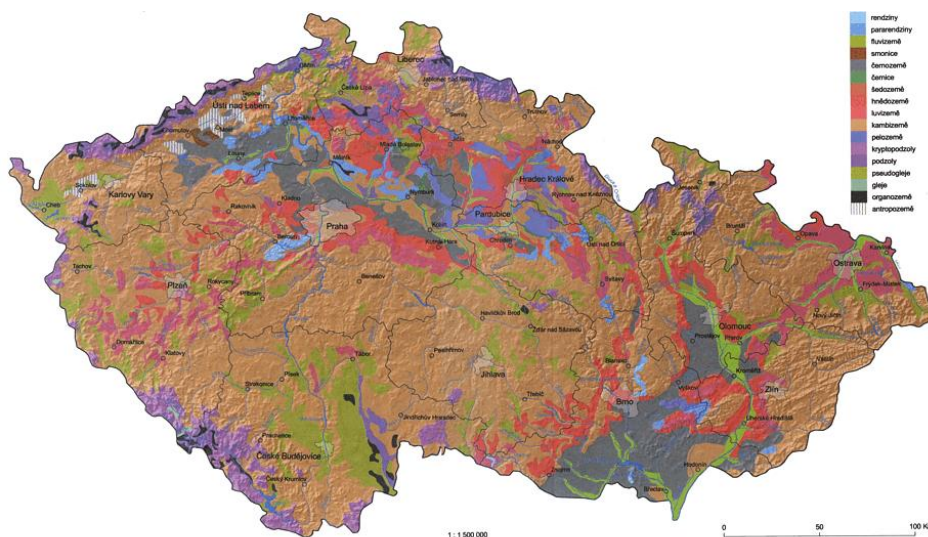 rendziny
pararendziny
fluvizemě
smonice
černozemě
černice
šedozemě
hnědozemě
luvizemě
kambizemě
pelozemě
kryptopodzoly
podzoly
pseudogleje
gleje
organozemě
antropozemě
Liberec
Děčín
Jablonec nad Nisou
Teplice
Česká Lípa
Ústí nad Labem
Semily
Trutnov
Most
Litoměřice
Chomutov
Louny
Mělník
Mladá Boleslav
Náchod
Jeseník
Sokolov
Karlovy Vary
Hradec Králové
Rychnov nad Kněžnou
Cheb
Nymburk
Kladno
Rakovník
Pardubice
Praha
Kolín
Bruntál
Opava
Šumperk
Karviná
Beroun
Kutná Hora
Chrudim
Ústí nad Orlicí
Ostrava
Tachov
Benešov
Svitavy
Frýdek-Místek
Plzeň
Rokycany
Příbram
Havlíčkův Brod
Nový Jičín
Olomouc
Žďár nad Sázavou
Přerov
Prostějov
Domažlice
Klatovy
Tábor
Pelhřimov
Vsetín
Jihlava
Blansko
Kroměříž
Písek
Strakonice
Třebíč
Vyškov
Zlín
Brno
Jindřichův Hradec
Uherské Hradiště
Prachatice
České Budějovice
Znojmo
Hodonín
Český Krumlov
Břeclav
1 : 1 500 000
0
50